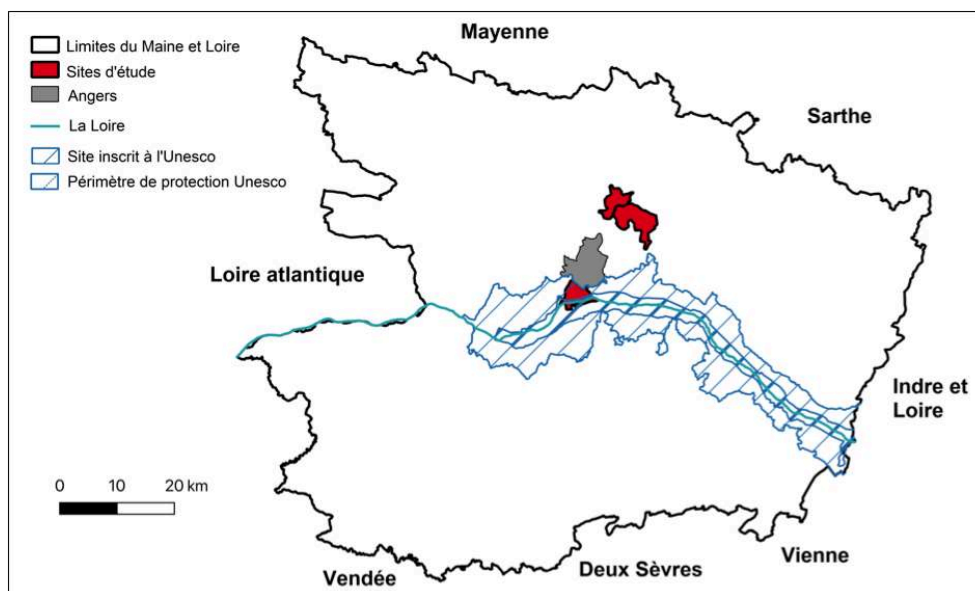 Mayenne
Limites du Maine et Loire
Sites d'étude
Angers
La Loire
Site inscrit à l'Unesco
Périmètre de protection Unesco
Sarthe
Loire atlantique
Indre et
Loire
0 10 20 km
Vienne
Deux Sèvres
Vendée